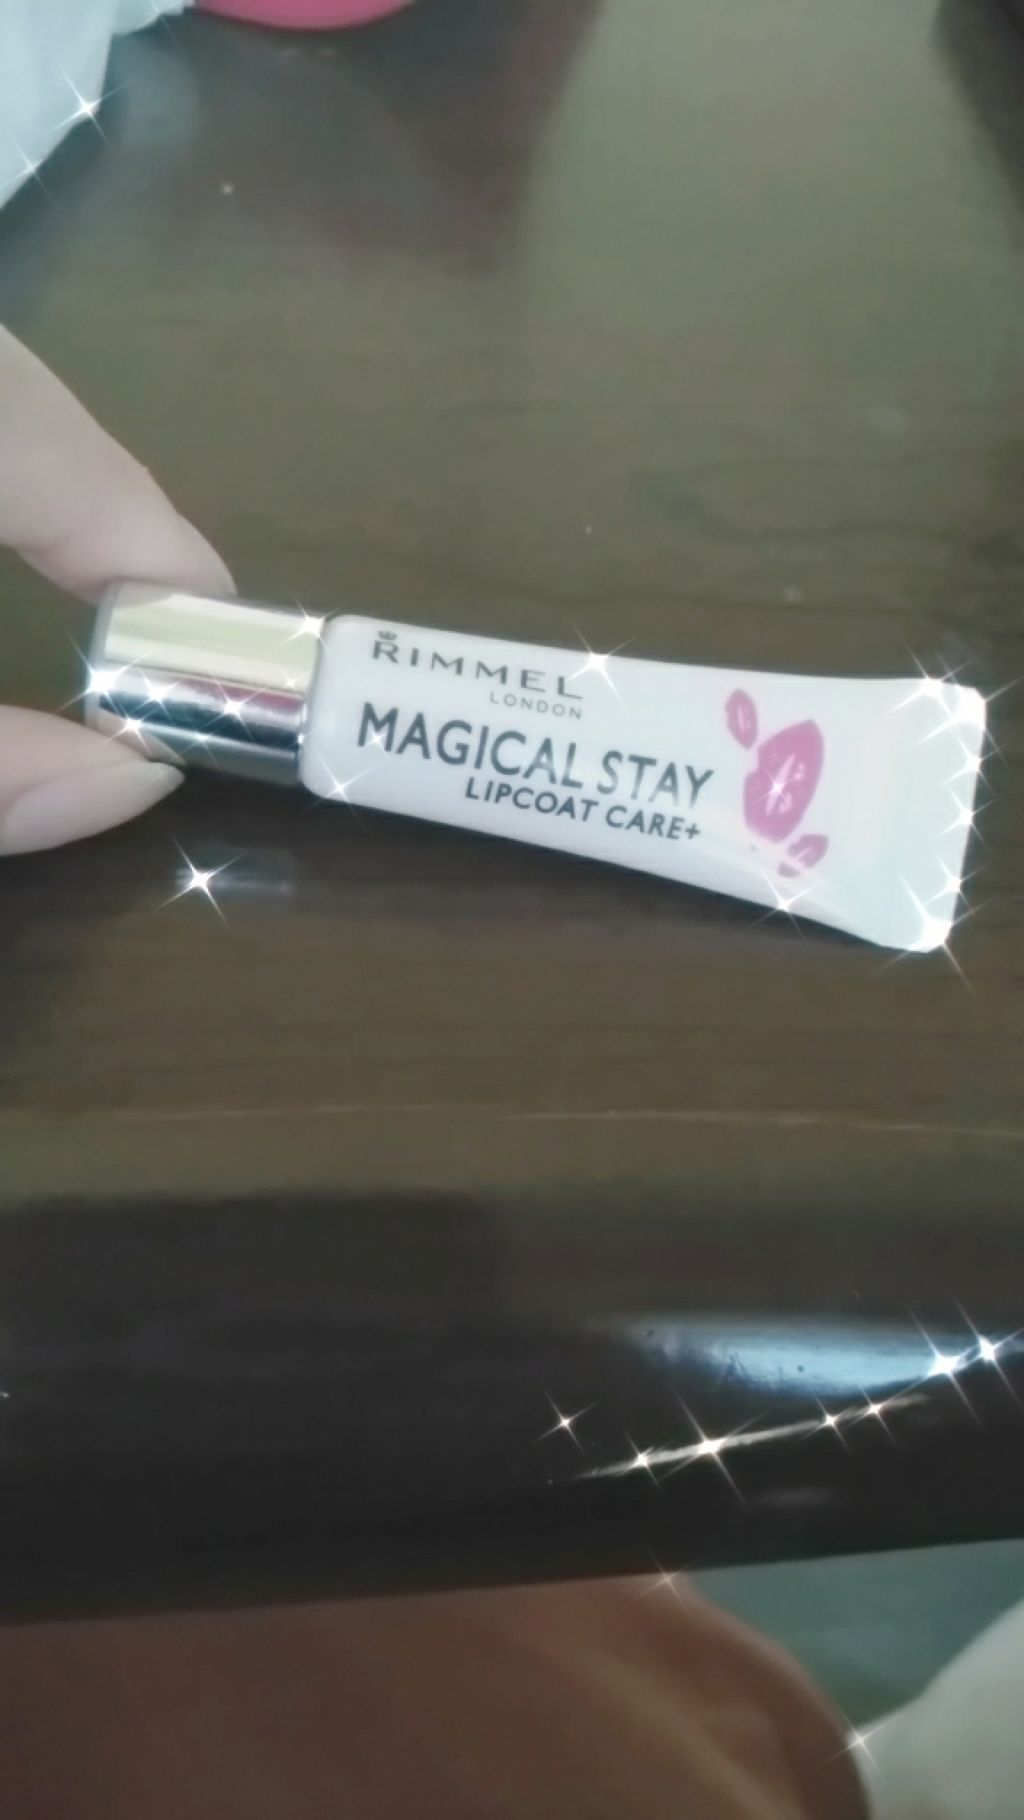 RIMMEL
LONDON
MAGICAL STAY
LIPCOAT CARE+